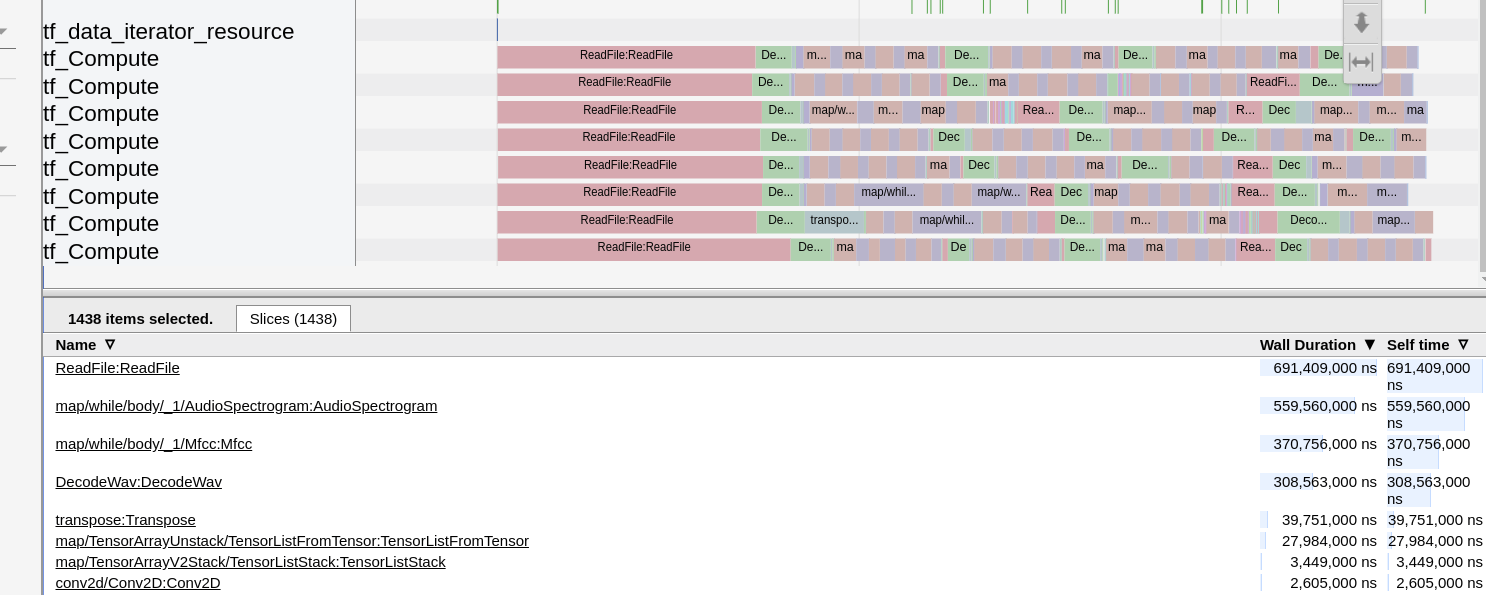 tf_data_iterator_resource
tf_Compute ReadFile:ReadFile De... m... ma ma De... ma De... ma ma De.
tf_Compute ReadFile:ReadFile De... De... ma ReadFi... De...
tf_Compute ReadFile:ReadFile De... map/w... m... map Rea... De... map... map R... Dec map... m... ma
tf_Compute ReadFile:ReadFile De... Dec De... De... ma De... m...
tf_Compute ReadFile:ReadFile De... ma Dec ma De... Rea... Dec m...
tf_Compute ReadFile:ReadFile De... map/whil... map/w... Rea Dec map Rea... De... m... m...
tf_Compute ReadFile:ReadFile De... transpo... map/whil... De... m... ma Deco... map...
tf_Compute ReadFile:ReadFile De... ma De De... ma ma Rea... Dec
1438 items selected. Slices (1438)
Name ▽ Wall Duration ▼ Self time ▽
ReadFile:ReadFile 691,409,000 ns 691,409,000
ns
map/while/body/_1/AudioSpectrogram:AudioSpectrogram 559,560,000 ns 559,560,000
ns
map/while/body/_1/Mfcc:Mfcc 370,756,000 ns 370,756,000
ns
DecodeWav:DecodeWav 308,563,000 ns 308,563,000
ns
transpose:Transpose 39,751,000 ns 39,751,000 ns
map/TensorArrayUnstack/TensorListFromTensor:TensorListFromTensor 27,984,000 ns 27,984,000 ns
map/TensorArrayV2Stack/TensorListStack:TensorListStack 3,449,000 ns 3,449,000 ns
conv2d/Conv2D:Conv2D 2,605,000 ns 2,605,000 ns